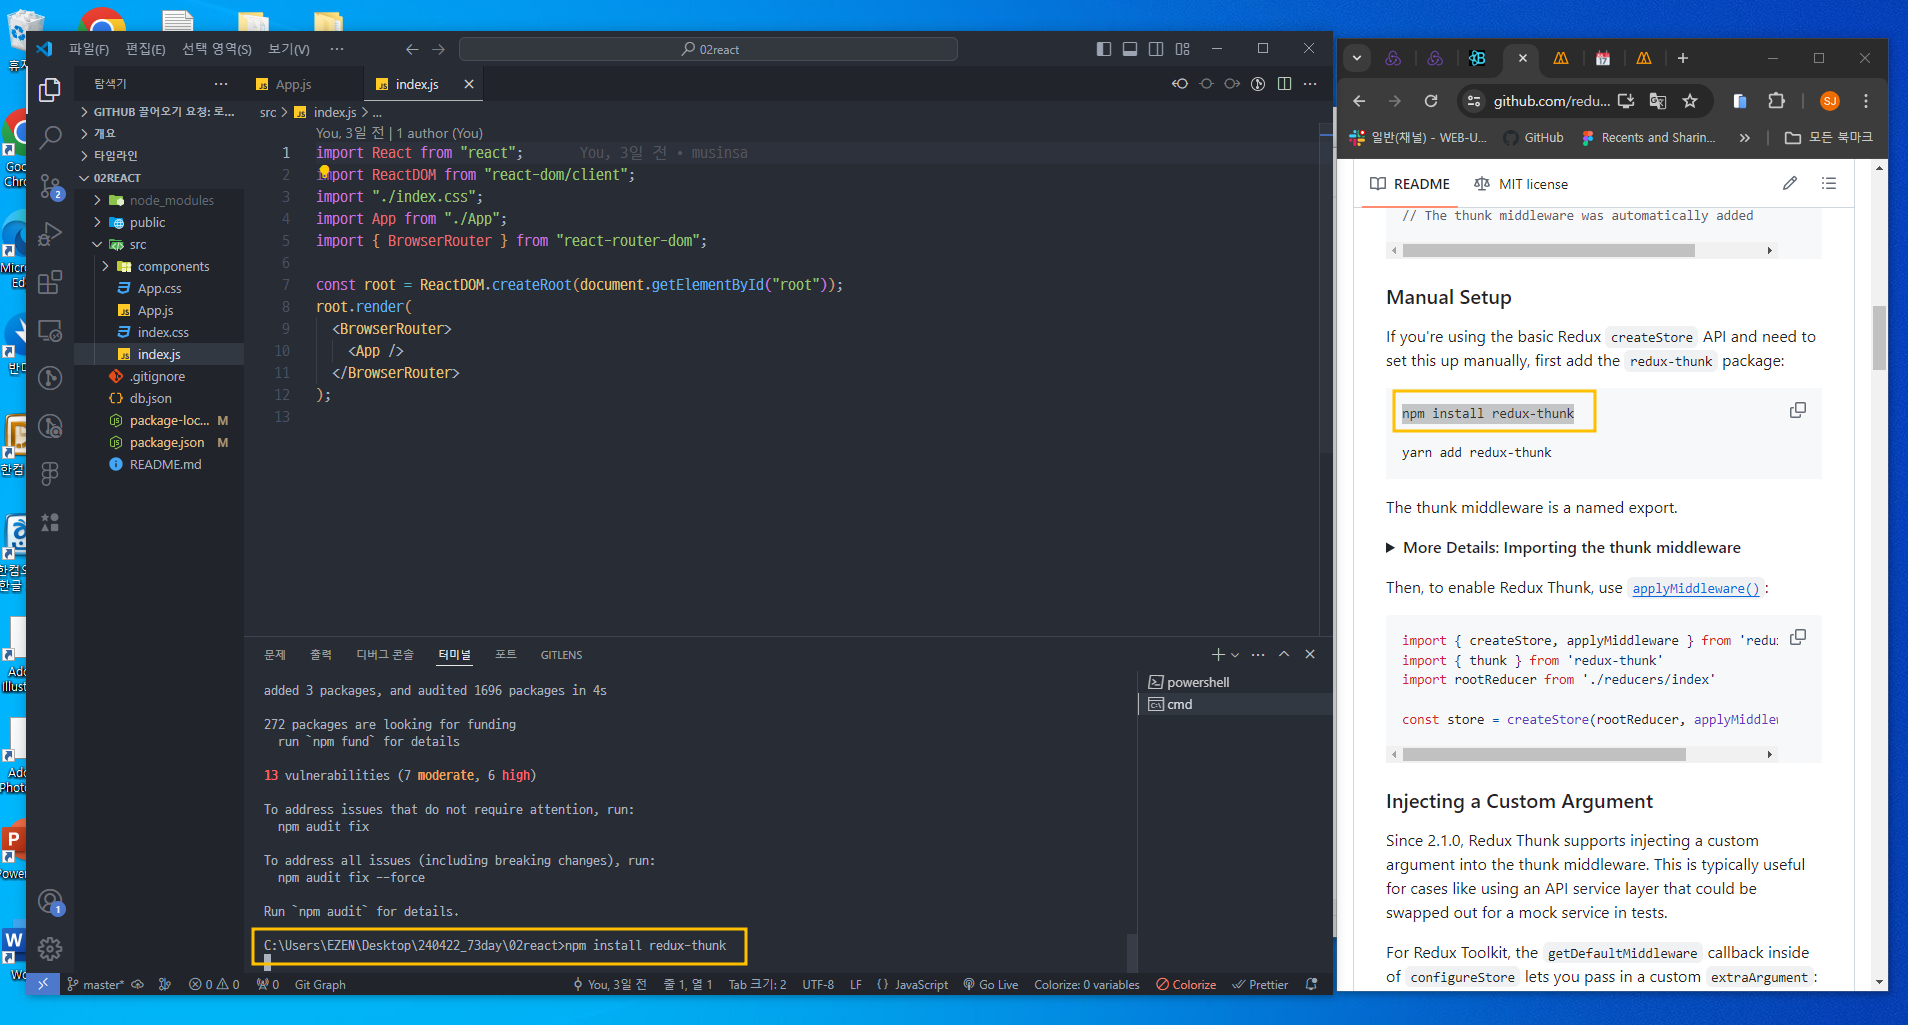 파일(F) 편집(E) 선택 영역(S) 보기(V) ··· 02react
탐색기 ···
GITHUB 끌어오기 요청: 로...
개요
타임라인
02REACT
node_modules
public
src
components
App.css
App.js
index.css
index.js
.gitignore
db.json
package-loc... M
package.json M
README.md
App.js index.js
src > index.js > ...
You, 3일 전 | 1 author (You)
1 import React from "react"; You, 3일 전 • musinsa
2 import ReactDOM from "react-dom/client";
3 import "./index.css";
4 import App from "./App";
5 import { BrowserRouter } from "react-router-dom";
6
7 const root = ReactDOM.createRoot(document.getElementById("root"));
8 root.render(
9 <BrowserRouter>
10 <App />
11 </BrowserRouter>
12 );
13
문제 출력 디버그 콘솔 터미널 포트 GITLENS
added 3 packages, and audited 1696 packages in 4s
272 packages are looking for funding
run `npm fund` for details
13 vulnerabilities (7 moderate, 6 high)
To address issues that do not require attention, run:
npm audit fix
To address all issues (including breaking changes), run:
npm audit fix --force
Run `npm audit` for details.
C:\Users\EZEN\Desktop\240422_73day\02react>npm install redux-thunk
powershell
cmd
2
1
master* 0 0 0 Git Graph You, 3일 전 줄 1, 열 1 Tab 크기: 2 UTF-8 LF {} JavaScript Go Live Colorize: 0 variables Colorize Prettier
17
github.com/redu... SJ
일반(채널) - WEB-U... GitHub Recents and Sharin... » 모든 북마크
README MIT license
// The thunk middleware was automatically added
Manual Setup
If you're using the basic Redux createStore API and need to
set this up manually, first add the redux-thunk package:
npm install redux-thunk
yarn add redux-thunk
The thunk middleware is a named export.
More Details: Importing the thunk middleware
Then, to enable Redux Thunk, use applyMiddleware() :
import { createStore, applyMiddleware } from 'redu
import { thunk } from 'redux-thunk'
import rootReducer from './reducers/index'
const store = createStore(rootReducer, applyMiddle
Injecting a Custom Argument
Since 2.1.0, Redux Thunk supports injecting a custom
argument into the thunk middleware. This is typically useful
for cases like using an API service layer that could be
swapped out for a mock service in tests.
For Redux Toolkit, the getDefaultMiddleware callback inside
of configureStore lets you pass in a custom extraArgument :